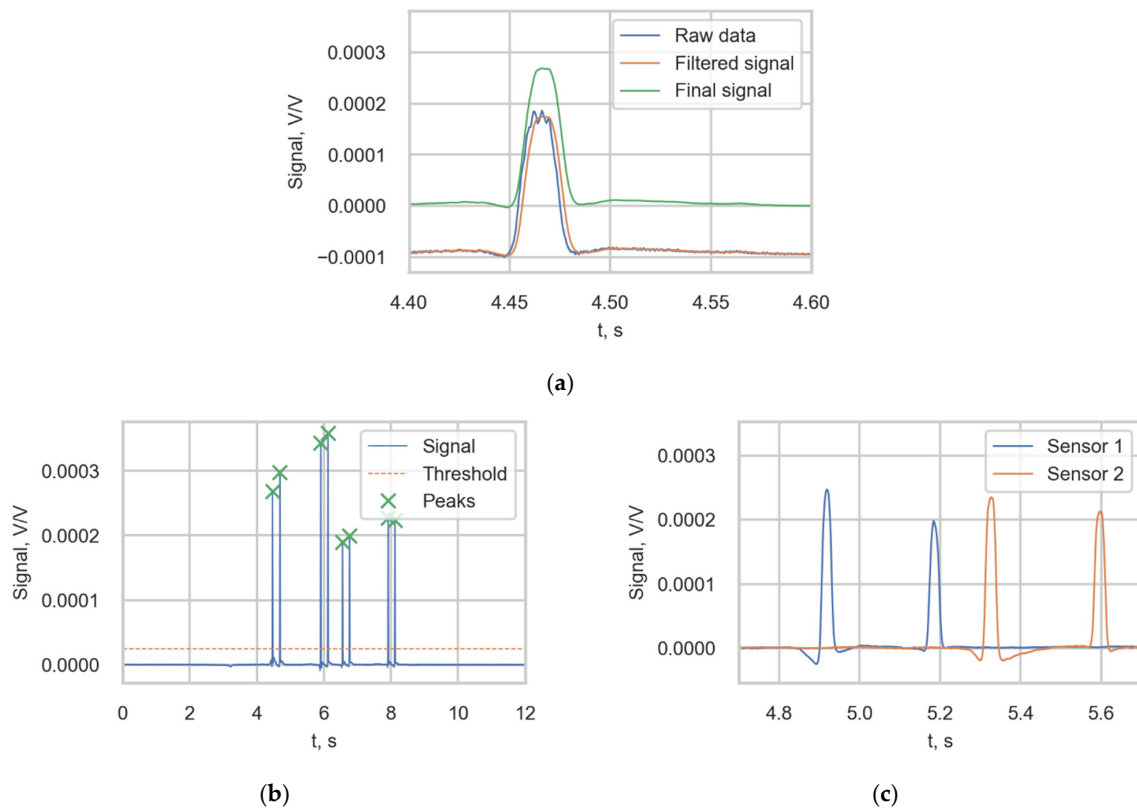 0.0003
0.0002
0.0001
0.0000
−0.0001
Signal, V/V
Raw data
Filtered signal
Final signal
4.40 4.45 4.50 4.55 4.60
t, s
(a)
0.0003
0.0002
0.0001
0.0000
Signal, V/V
Signal
Threshold
Peaks
0 2 4 6 8 10 12
t, s
(b)
0.0003
0.0002
0.0001
0.0000
Signal, V/V
Sensor 1
Sensor 2
4.8 5.0 5.2 5.4 5.6
t, s
(c)